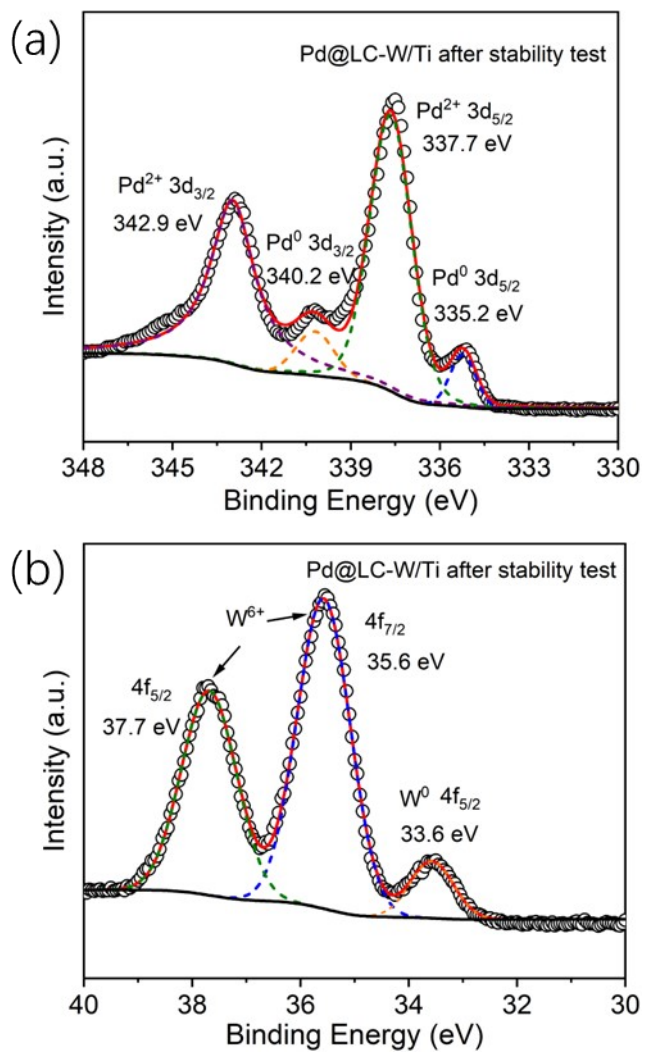 (a)
Pd@LC-W/Ti after stability test
Pd²⁺ 3d₅/₂
337.7 eV
Pd²⁺ 3d₃/₂
342.9 eV
Pd⁰ 3d₃/₂
340.2 eV
Pd⁰ 3d₅/₂
335.2 eV
Intensity (a.u.)
348 345 342 339 336 333 330
Binding Energy (eV)
(b)
Pd@LC-W/Ti after stability test
W⁶⁺
4f₇/₂
35.6 eV
4f₅/₂
37.7 eV
W⁰ 4f₅/₂
33.6 eV
Intensity (a.u.)
40 38 36 34 32 30
Binding Energy (eV)